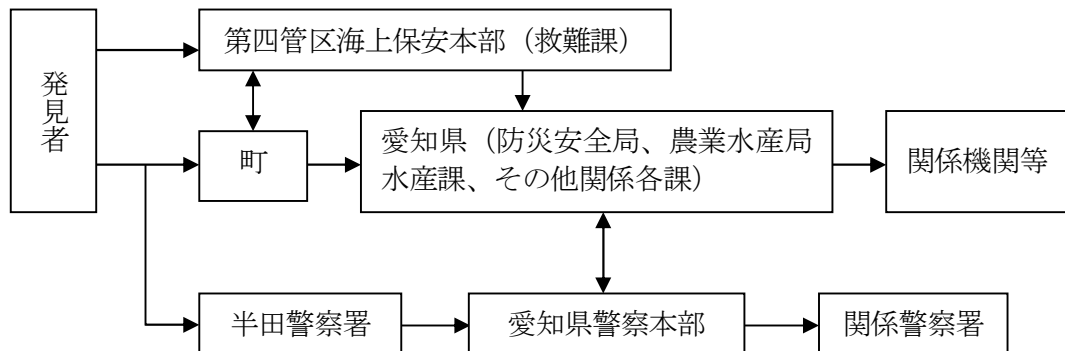 発見者
第四管区海上保安本部（救難課）
町
愛知県（防災安全局、農業水産局
水産課、その他関係各課）
関係機関等
半田警察署
愛知県警察本部
関係警察署